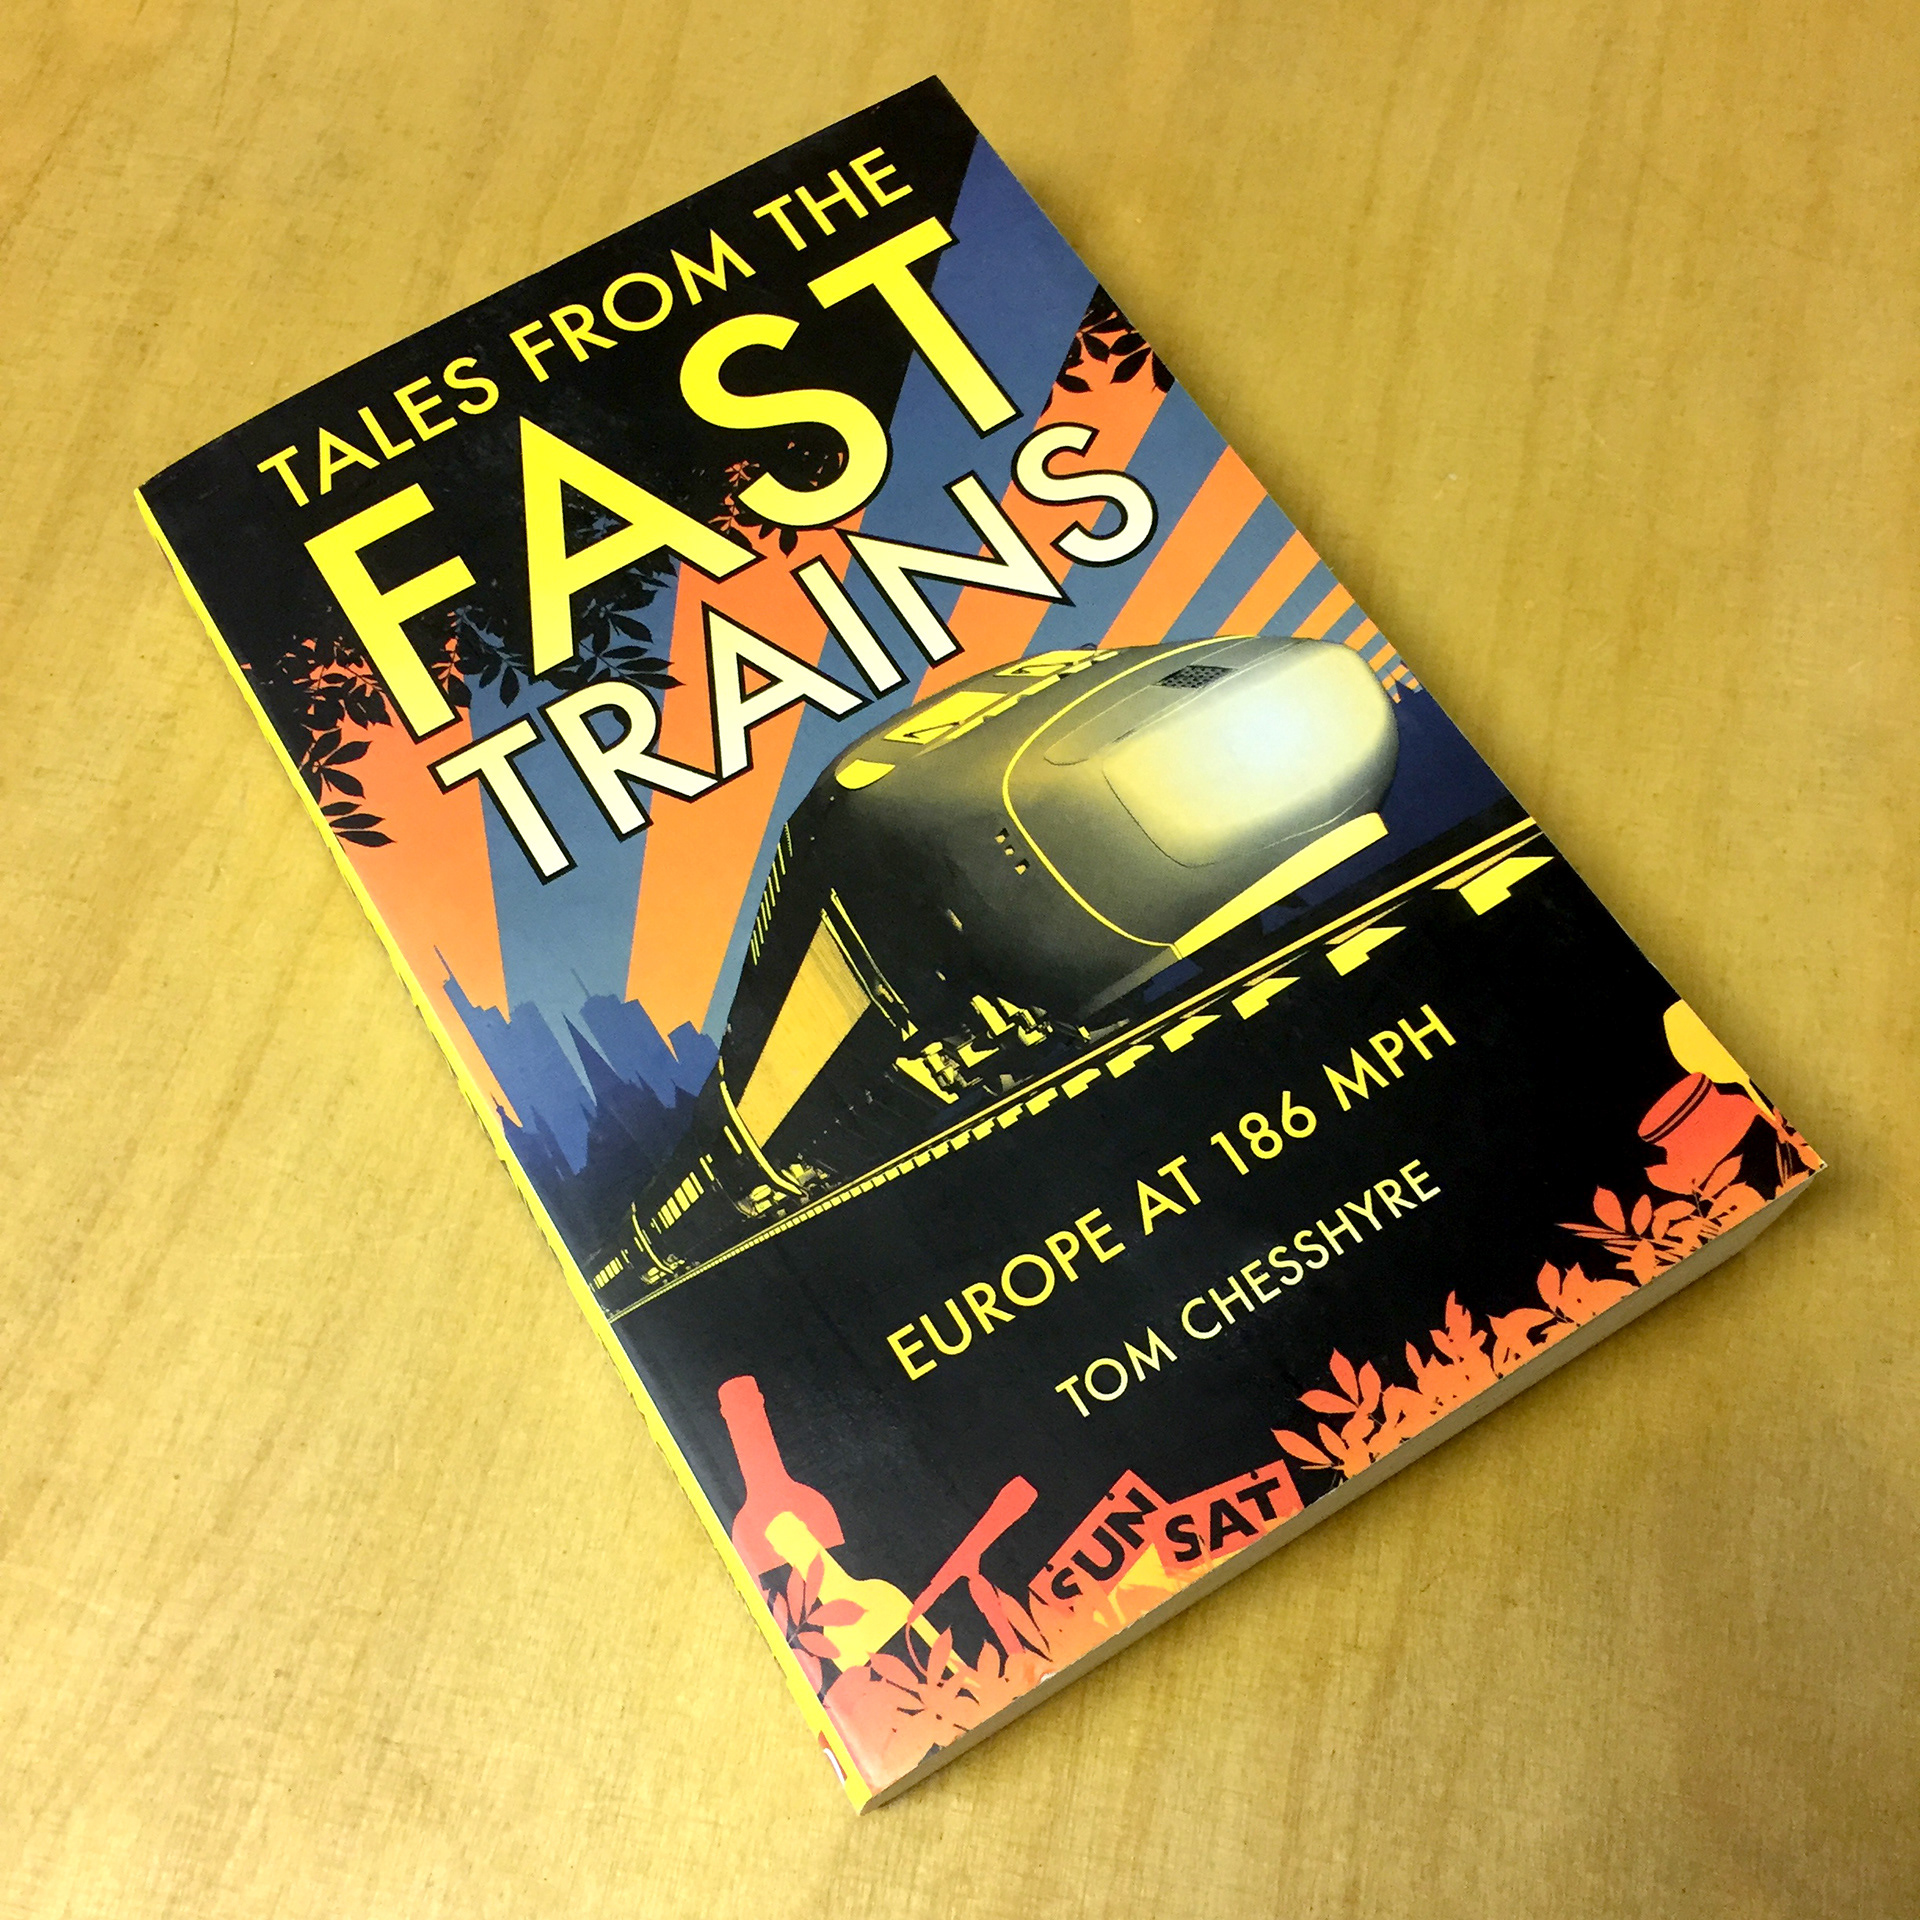 TALES FROM THE
FAST
TRAINS
EUROPE AT 186 MPH
TOM CHESSHYRE
SUN
SAT